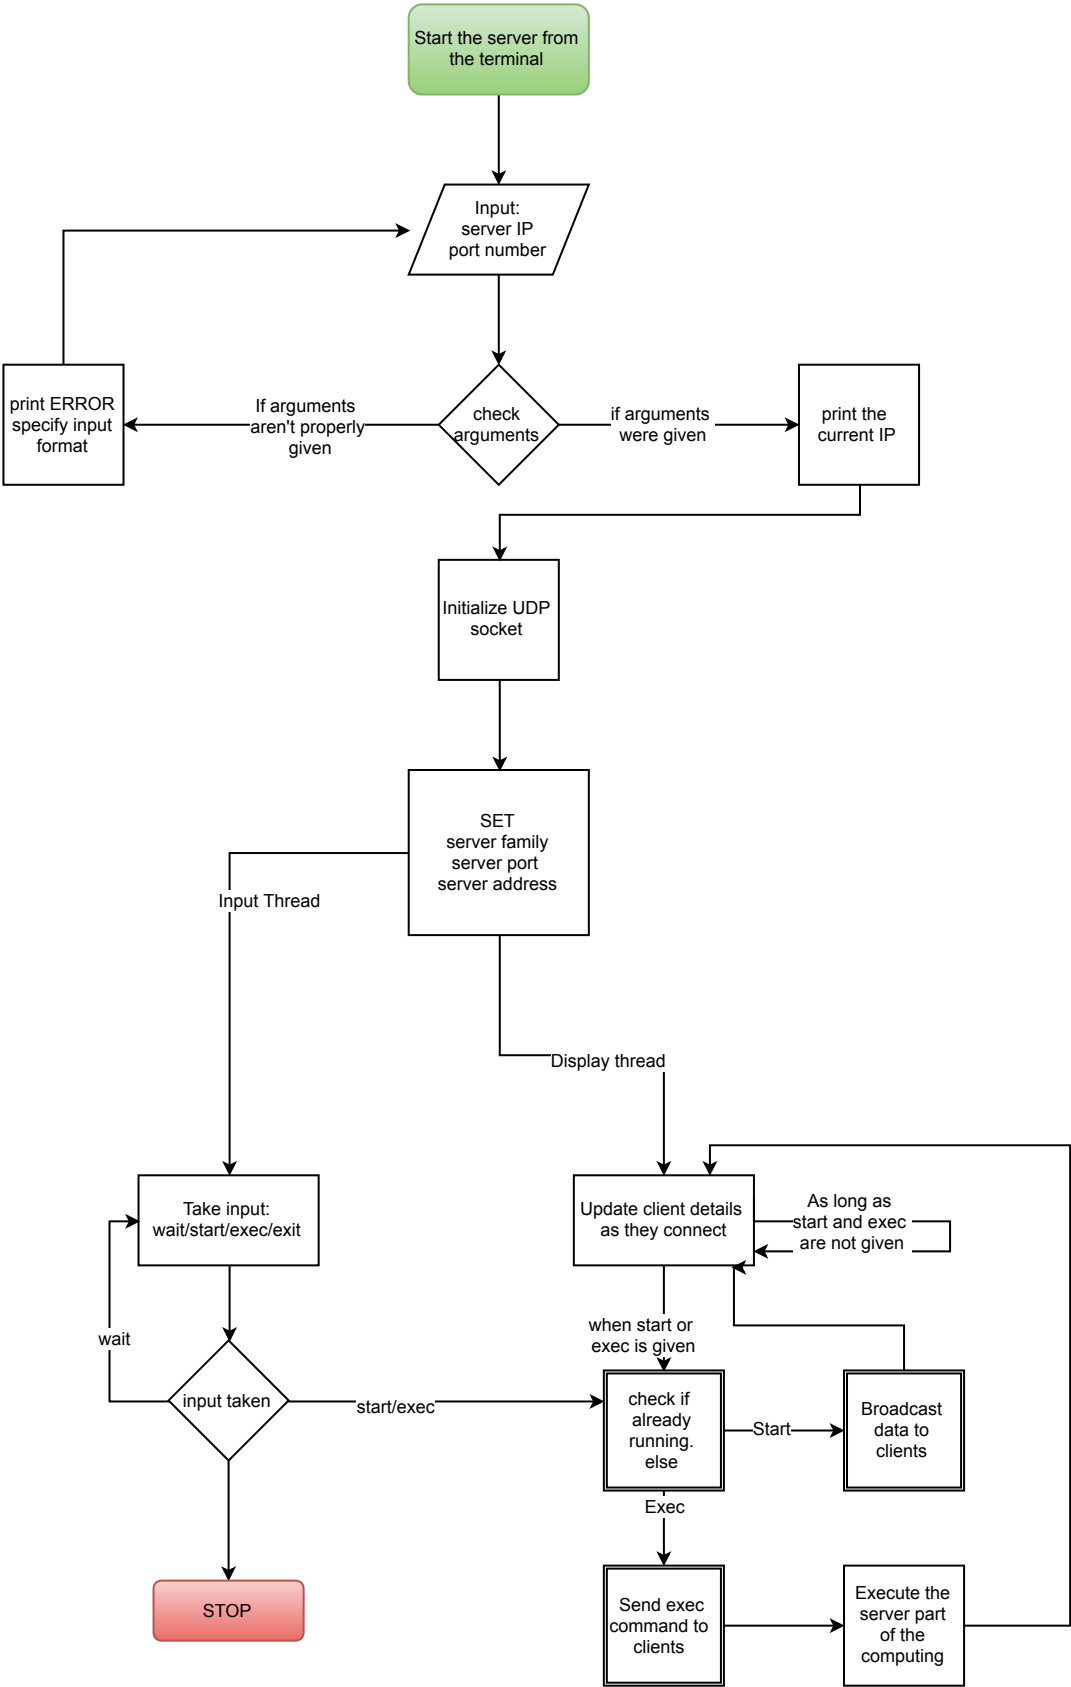 Start the server from
the terminal
Input:
server IP
port number
print ERROR
specify input
format
If arguments
aren't properly
given
check
arguments
if arguments
were given
print the
current IP
Initialize UDP
socket
SET
server family
server port
server address
Input Thread
Display thread
Take input:
wait/start/exec/exit
Update client details
as they connect
As long as
start and exec
are not given
wait
when start or
exec is given
input taken
start/exec
check if
already
running.
else
Start
Broadcast
data to
clients
Exec
STOP
Send exec
command to
clients
Execute the
server part
of the
computing